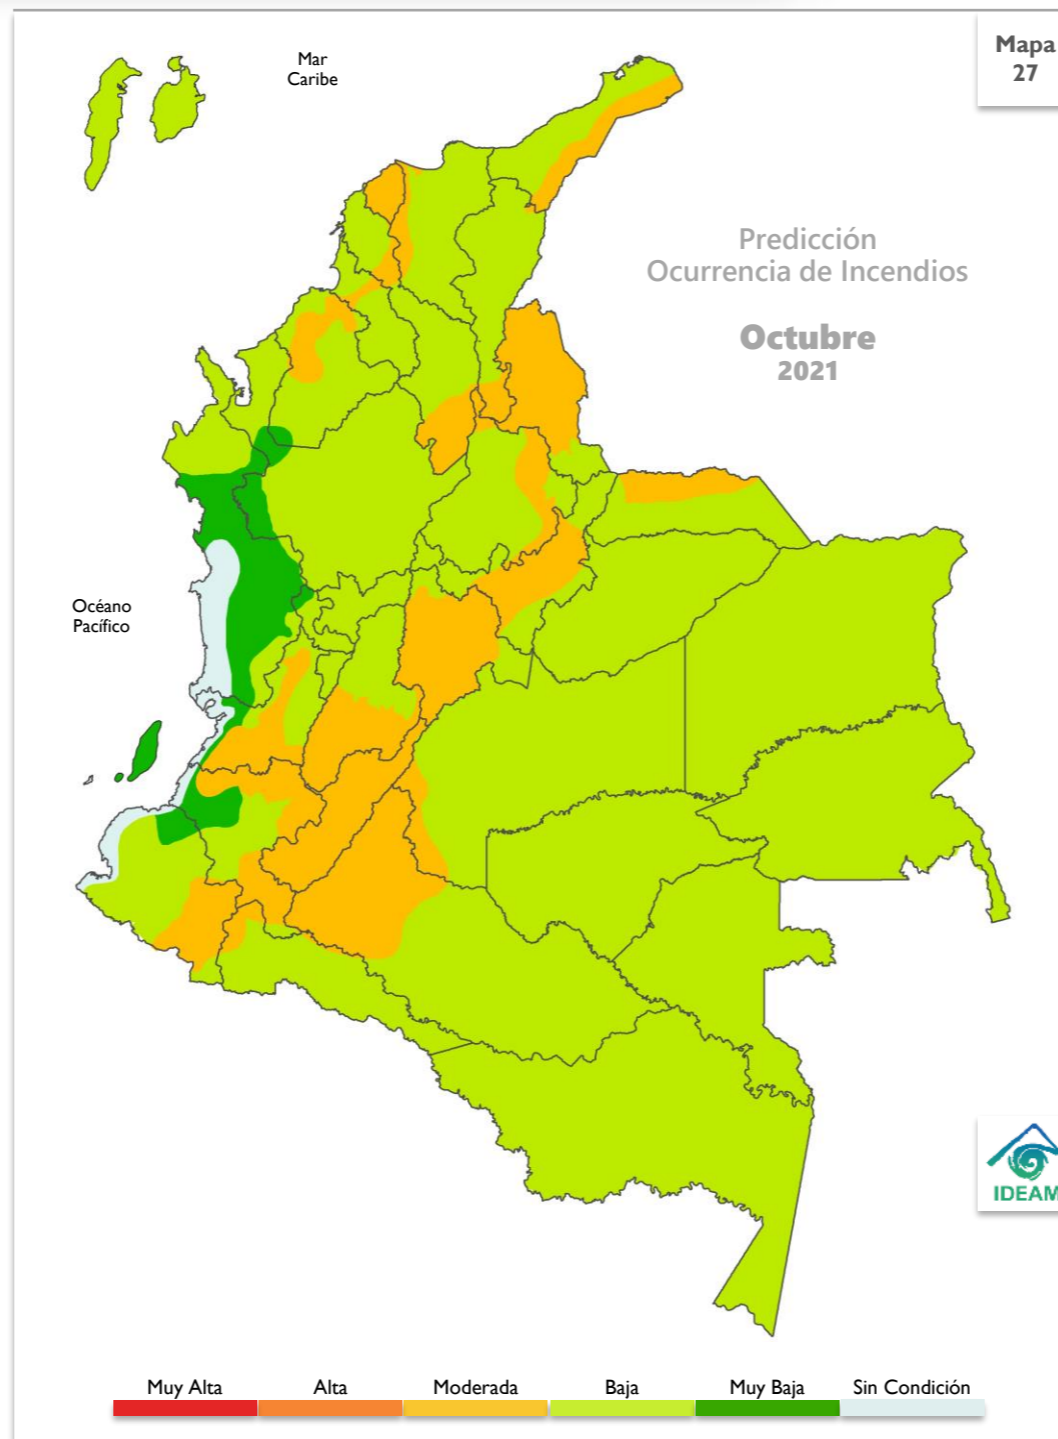 Mapa
27
Mar
Caribe
Predicción
Ocurrencia de Incendios
Octubre
2021
Océano
Pacífico
IDEAM
Muy Alta
Alta
Moderada
Baja
Muy Baja
Sin Condición